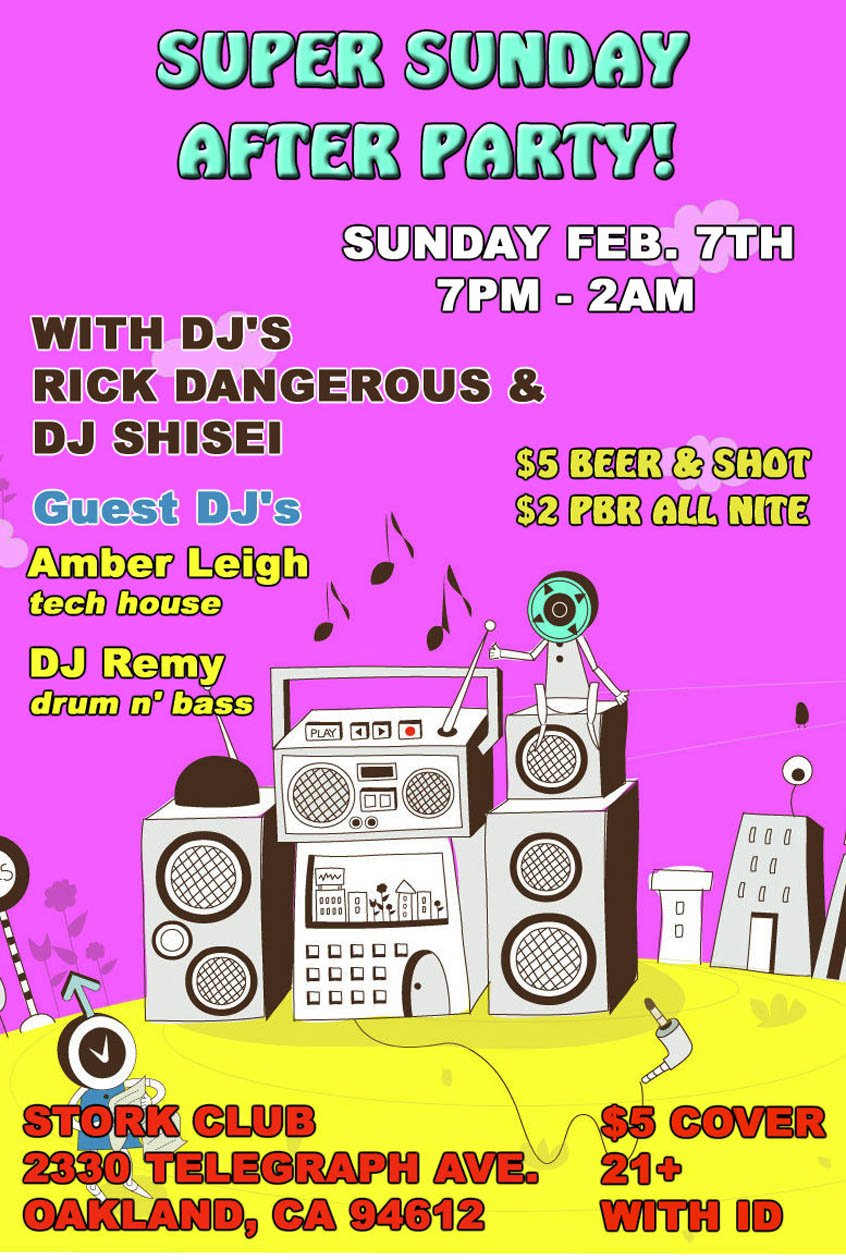 SUPER SUNDAY
AFTER PARTY!
SUNDAY FEB. 7TH
7PM - 2AM
WITH DJ'S
RICK DANGEROUS &
DJ SHISEI
$5 BEER & SHOT
$2 PBR ALL NITE
Guest DJ's
Amber Leigh
tech house
DJ Remy
drum n' bass
PLAY
STORK CLUB
2330 TELEGRAPH AVE.
OAKLAND, CA 94612
$5 COVER
21+
WITH ID